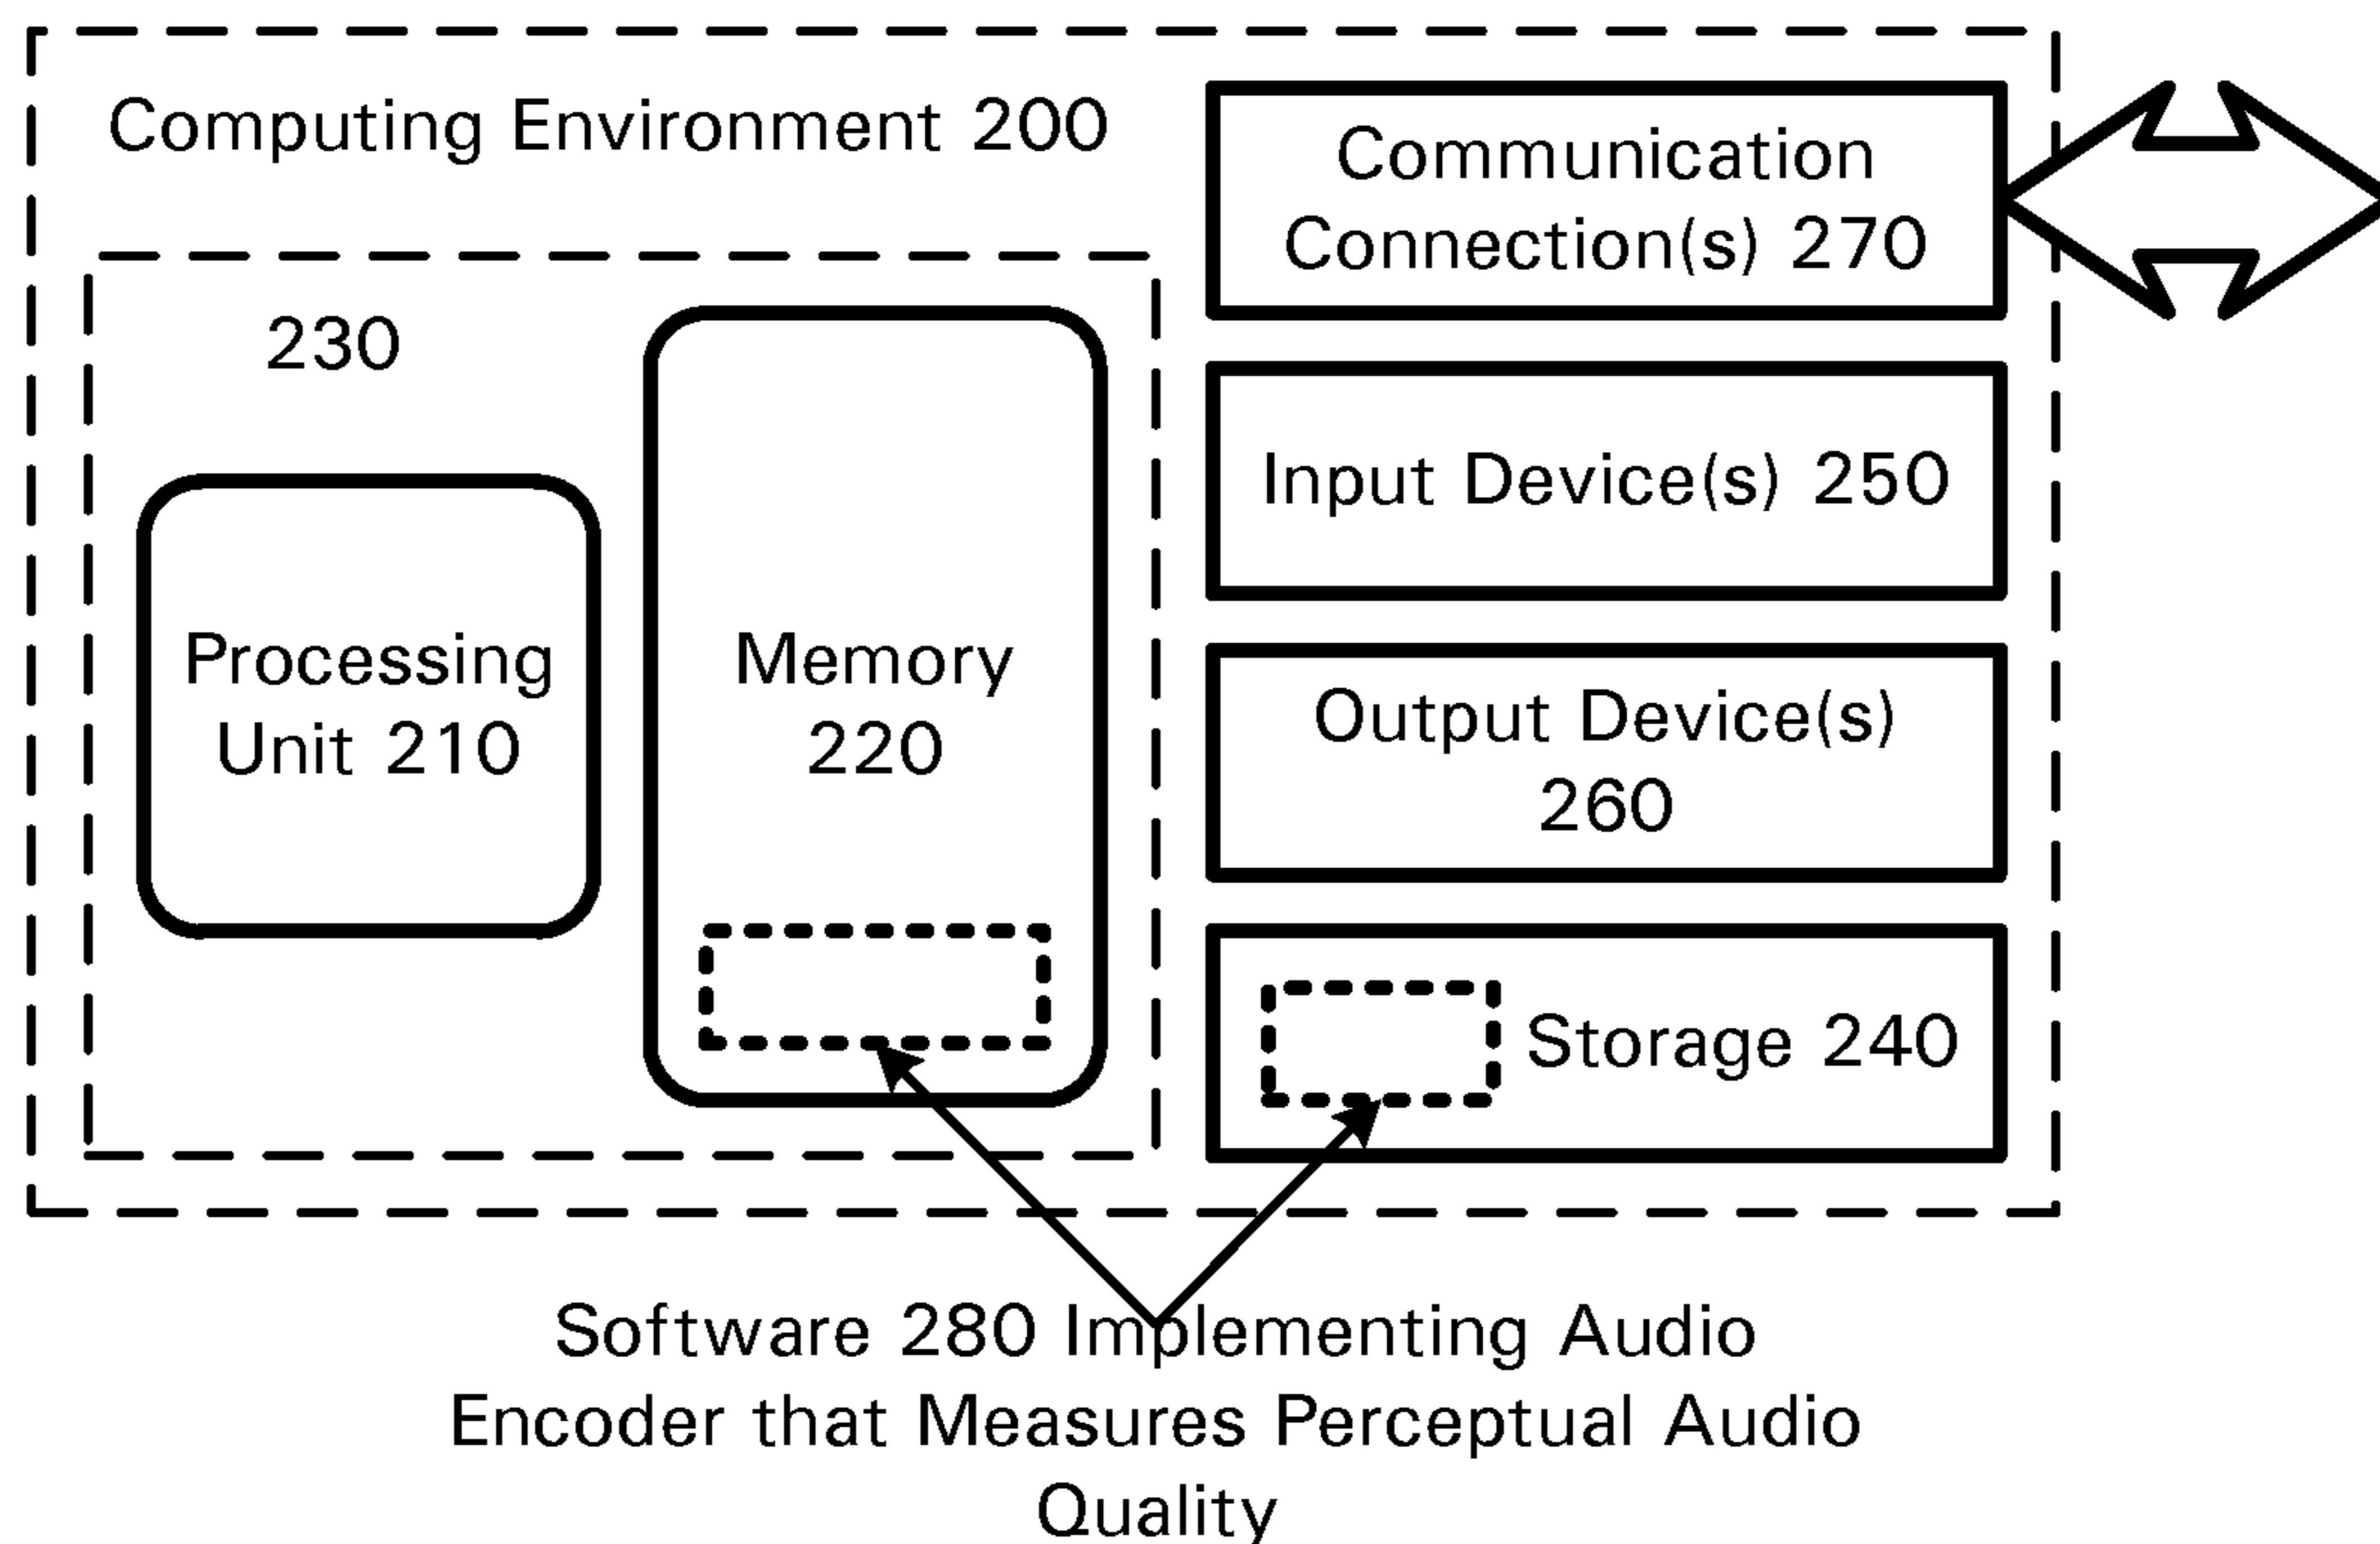 Computing Environment 200
Communication
Connection(s) 270
230
Input Device(s) 250
Processing
Unit 210
Memory
220
Output Device(s)
260
Storage 240
Software 280 Implementing Audio
Encoder that Measures Perceptual Audio
Quality